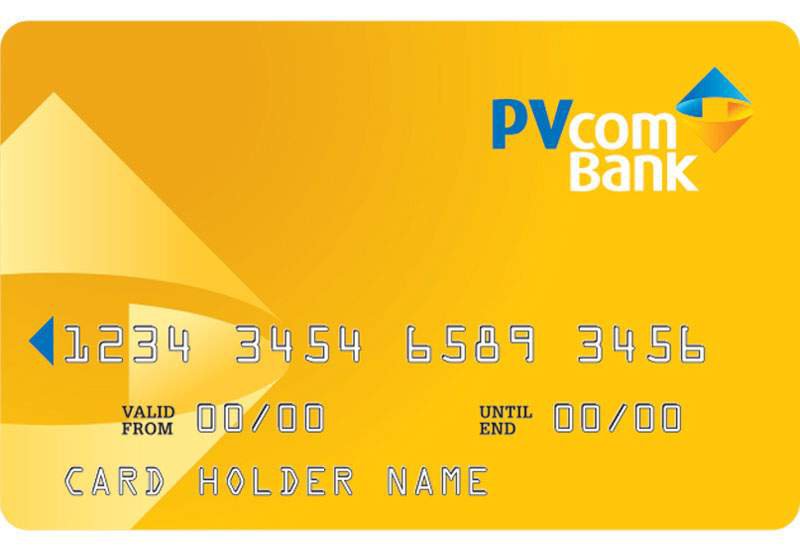 PVcom
Bank
1234 3454 6589 3456
VALID FROM 00/00 UNTIL END 00/00
CARD HOLDER NAME